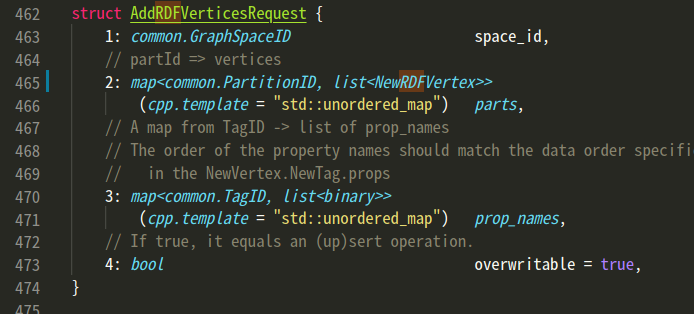 462 struct AddRDFVerticesRequest {
463 1: common.GraphSpaceID space_id,
464 // partId => vertices
465 2: map<common.PartitionID, list<NewRDFVertex>>
466 (cpp.template = "std::unordered_map") parts,
467 // A map from TagID -> list of prop_names
468 // The order of the property names should match the data order specifi
469 // in the NewVertex.NewTag.props
470 3: map<common.TagID, list<binary>>
471 (cpp.template = "std::unordered_map") prop_names,
472 // If true, it equals an (up)sert operation.
473 4: bool overwritable = true,
474 }
475